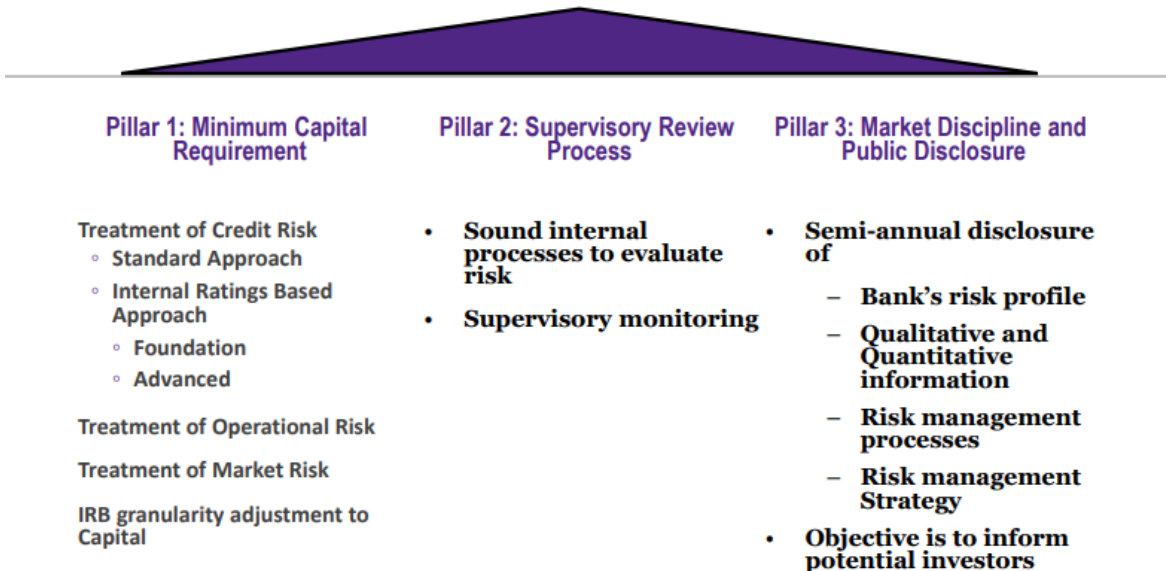 Pillar 1: Minimum Capital
Requirement
Treatment of Credit Risk
◦ Standard Approach
◦ Internal Ratings Based
Approach
◦ Foundation
◦ Advanced
Treatment of Operational Risk
Treatment of Market Risk
IRB granularity adjustment to
Capital
Pillar 2: Supervisory Review
Process
• Sound internal
processes to evaluate
risk
• Supervisory monitoring
Pillar 3: Market Discipline and
Public Disclosure
• Semi-annual disclosure
of
– Bank's risk profile
– Qualitative and
Quantitative
information
– Risk management
processes
– Risk management
Strategy
• Objective is to inform
potential investors